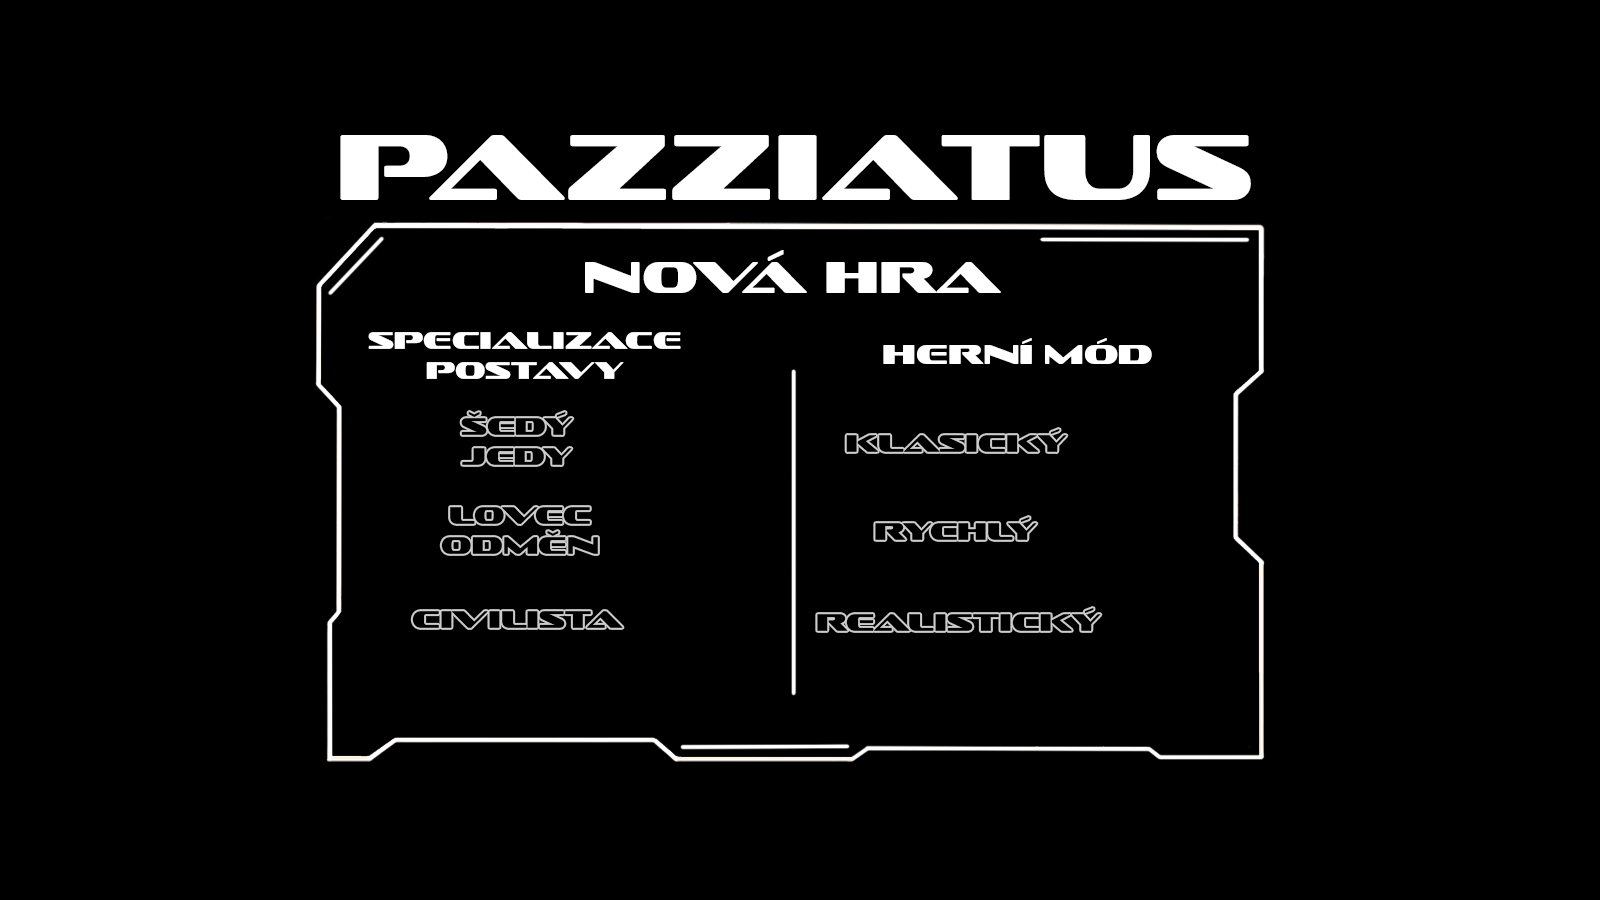 PAZZIATUS
NOVÁ HRA
SPECIALIZACE
POSTAVY
ŠEDÝ
JEDY
LOVEC
ODMĚN
CIVILISTA
HERNÍ MÓD
KLASICKÝ
RYCHLÝ
REALISTICKÝ